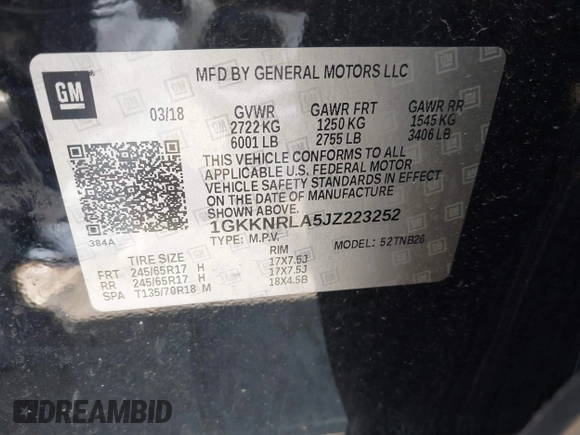 GM
MFD BY GENERAL MOTORS LLC
03/18 GVWR GAWR FRT GAWR RR
2722 KG 1250 KG 1545 KG
6001 LB 2755 LB 3406 LB
THIS VEHICLE CONFORMS TO ALL
APPLICABLE U.S. FEDERAL MOTOR
VEHICLE SAFETY STANDARDS IN EFFECT
ON THE DATE OF MANUFACTURE
SHOWN ABOVE.
384A
1GKKNRLA5JZ223252
TYPE: M.P.V. MODEL: 52TNB26
TIRE SIZE RIM
FRT 245/65R17 H 17X7.5J
RR 245/65R17 H 17X7.5J
SPA T135/70R18 M 18X4.5B
DREAMBID